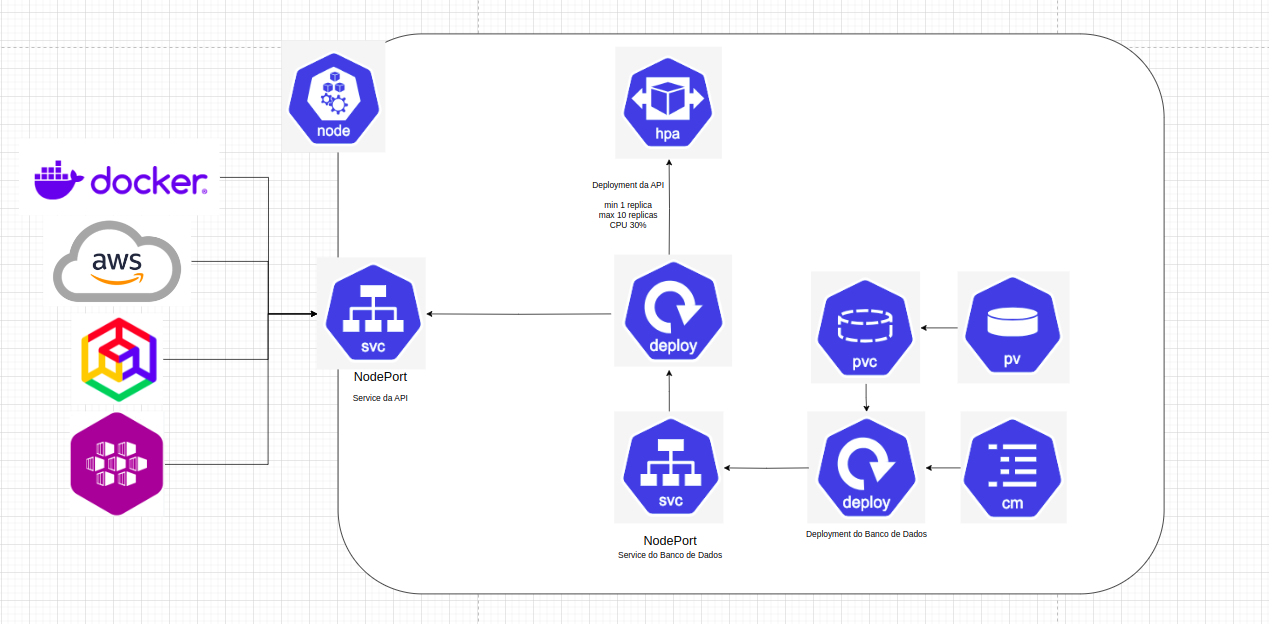 node
hpa
docker
Deployment da API
min 1 replica
max 10 replicas
CPU 30%
aws
svc
NodePort
Service da API
deploy
pvc
pv
svc
NodePort
Service do Banco de Dados
deploy
Deployment do Banco de Dados
cm